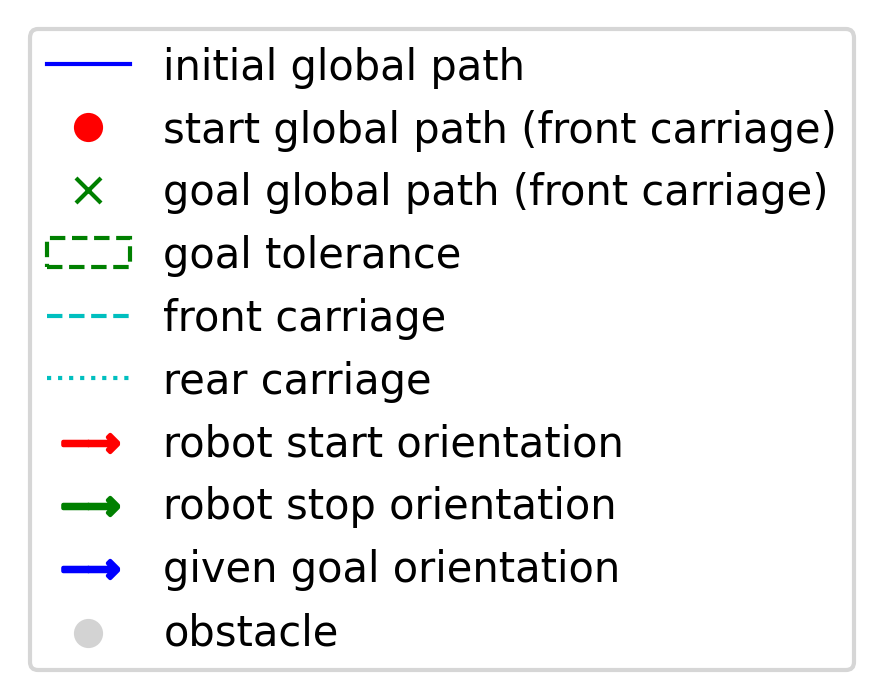 initial global path
start global path (front carriage)
goal global path (front carriage)
goal tolerance
front carriage
rear carriage
robot start orientation
robot stop orientation
given goal orientation
obstacle